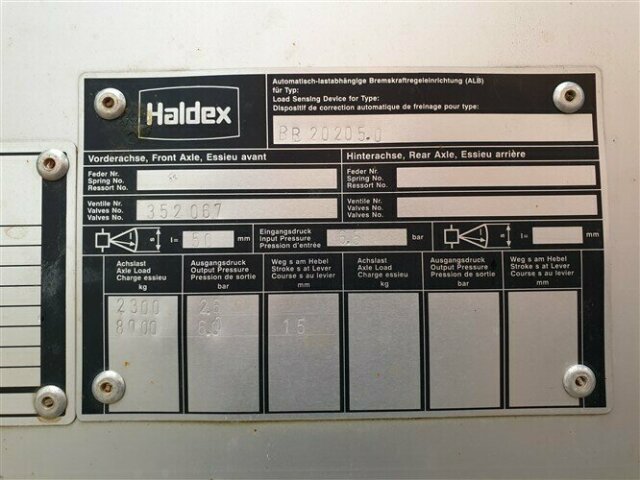 Haldex
Automatisch-lastabhängige Bremskraftregeleinrichtung (ALB)
für Typ:
Load Sensing Device for Type:
Dispositif de correction automatique de freinage pour type:
BB20205.0
Vorderachse, Front Axle, Essieu avant
Hinterachse, Rear Axle, Essieu arrière
Feder Nr.
Spring No.
Ressort No.
Feder Nr.
Spring No.
Ressort No.
Ventile Nr.
Valves No.
Valves No.
352067
Ventile Nr.
Valves No.
Valves No.
s
l=
50
mm
Eingangsdruck
Input Pressure
Pression d'entrée
bar
s
l=
mm
Achslast
Axle Load
Charge essieu
kg
Ausgangsdruck
Output Pressure
Pression de sortie
bar
Weg s am Hebel
Stroke s at Lever
Course s au levier
mm
Achslast
Axle Load
Charge essieu
kg
Ausgangsdruck
Output Pressure
Pression de sortie
bar
Weg s am Hebel
Stroke s at Lever
Course s au levier
mm
2300
8000 6.0 15